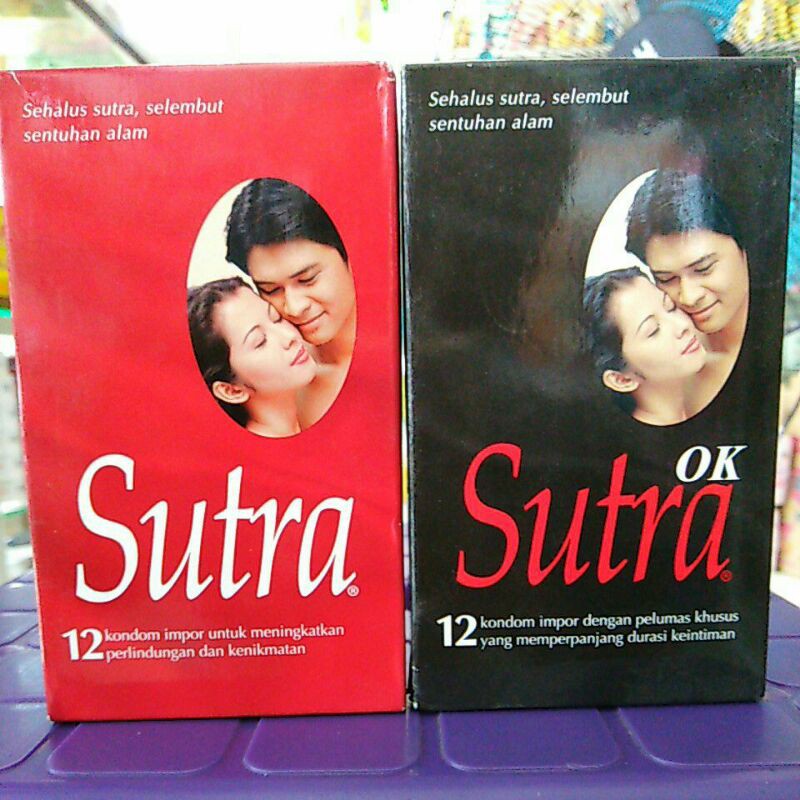 Sehalus sutra, selembut
sentuhan alam
Sutra®
12 kondom impor untuk meningkatkan
perlindungan dan kenikmatan
Sehalus sutra, selembut
sentuhan alam
OK
Sutra®
12 kondom impor dengan pelumas khusus
yang memperpanjang durasi keintiman